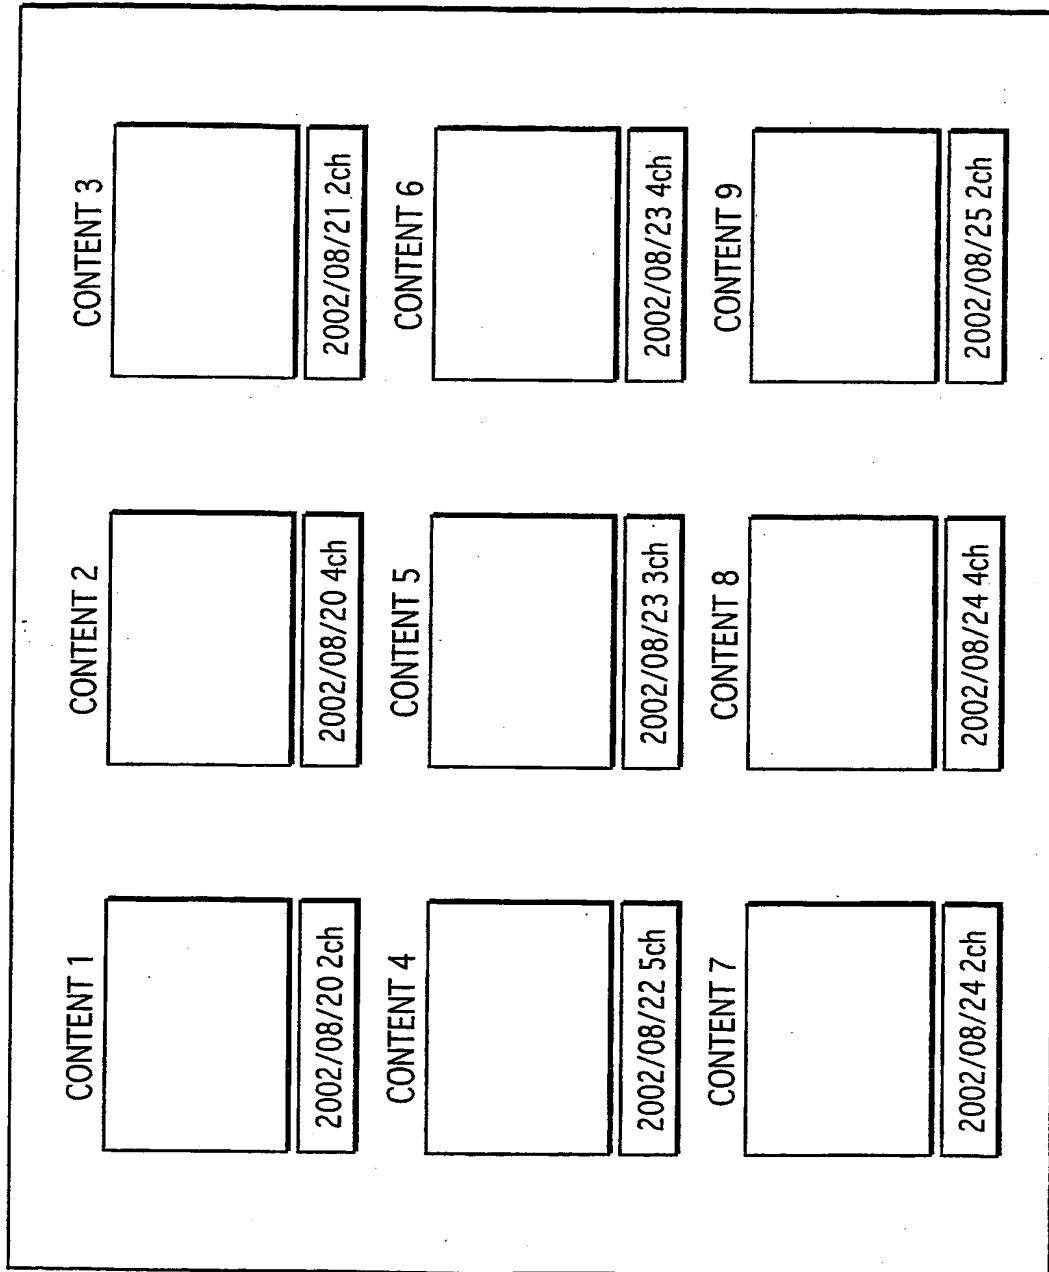 CONTENT 1
CONTENT 2
CONTENT 3
2002/08/20 2ch
2002/08/20 4ch
2002/08/21 2ch
CONTENT 4
CONTENT 5
CONTENT 6
2002/08/22 5ch
2002/08/23 3ch
2002/08/23 4ch
CONTENT 7
CONTENT 8
CONTENT 9
2002/08/24 2ch
2002/08/24 4ch
2002/08/25 2ch